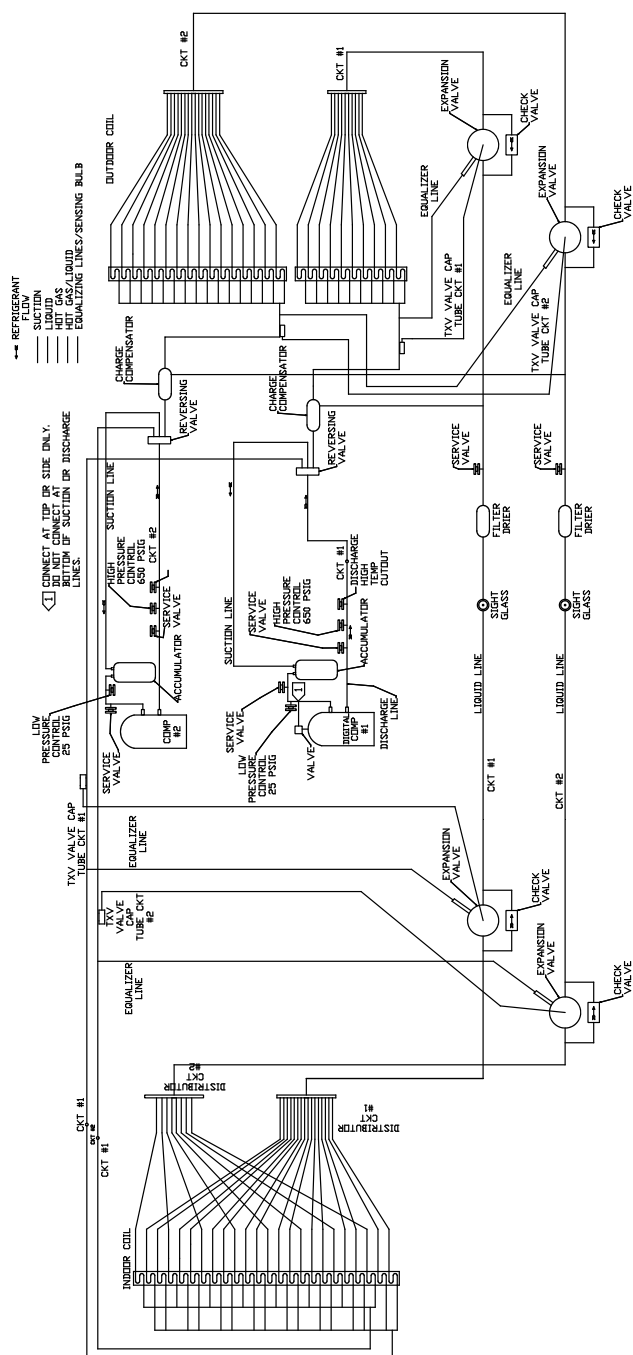 REFRIGERANT
FLOW
SUCTION
LIQUID
HOT GAS
HOT GAS/LIQUID
EQUALIZING LINES/SENSING BULB
1
CONNECT AT TOP OR SIDE ONLY.
DO NOT CONNECT AT
BOTTOM OF SUCTION OR DISCHARGE
LINES.
OUTDOOR COIL
CKT #2
CKT #1
EXPANSION
VALVE
CHECK
VALVE
EQUALIZER
LINE
TXV VALVE CAP
TUBE CKT #1
EXPANSION
VALVE
CHECK
VALVE
EQUALIZER
LINE
TXV VALVE CAP
TUBE CKT #2
CHARGE
COMPENSATOR
REVERSING
VALVE
CHARGE
COMPENSATOR
REVERSING
VALVE
SUCTION LINE
HIGH
PRESSURE
CONTROL
650 PSIG
CKT #2
SERVICE
VALVE
ACCUMULATOR
LOW
PRESSURE
CONTROL
25 PSIG
SERVICE
VALVE
COMP
#2
SUCTION LINE
SERVICE
VALVE
HIGH
PRESSURE
CONTROL
650 PSIG
CKT #1
DISCHARGE
HIGH
TEMP
CUTOUT
ACCUMULATOR
SERVICE VALVE
LOW
PRESSURE
CONTROL
25 PSIG
1
VALVE
DIGITAL
COMP
#1
DISCHARGE
LINE
SERVICE
VALVE
FILTER
DRIER
SIGHT
GLASS
LIQUID LINE
CKT #1
SERVICE
VALVE
FILTER
DRIER
SIGHT
GLASS
LIQUID LINE
CKT #2
TXV VALVE CAP
TUBE CKT #1
EQUALIZER
LINE
TXV
VALVE
CAP
TUBE CKT
#2
EQUALIZER
LINE
EXPANSION
VALVE
CHECK
VALVE
EXPANSION
VALVE
CHECK
VALVE
CKT #1
CKT #2
CKT #1
DISTRIBUTOR
CKT
#2
DISTRIBUTOR
CKT
#1
INDOOR COIL